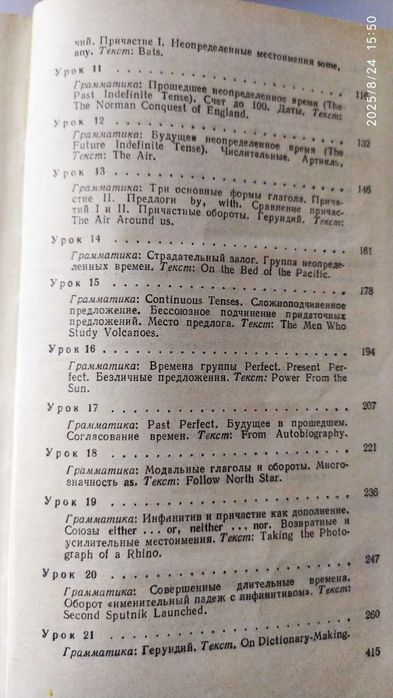 чий. Причастие I. Неопределенные местоимения some,
any. Текст: Bats.
Урок 11 . . . . . . . . . . . . . . . . . . . 116
Грамматика: Прошедшее неопределенное время (The
Past Indefinite Tense). Счет до 100. Даты. Текст:
The Norman Conquest of England.
Урок 12 . . . . . . . . . . . . . . . . . . . 132
Грамматика: Будущее неопределенное время (The
Future Indefinite Tense). Числительные. Артикль.
Текст: The Air.
Урок 13 . . . . . . . . . . . . . . . . . . . 146
Грамматика: Три основные формы глагола. Прича-
стие II. Предлоги by, with. Сравнение причас-
тий I и II. Причастные обороты. Герундий. Текст:
The Air Around us.
Урок 14 . . . . . . . . . . . . . . . . . . . 161
Грамматика: Страдательный залог. Группа неопреде-
ленных времен. Текст: On the Bed of the Pacific.
Урок 15 . . . . . . . . . . . . . . . . . . . 178
Грамматика: Continuous Tenses. Сложноподчиненное
предложение. Бессоюзное подчинение придаточных
предложений. Место предлога. Текст: The Men Who
Study Volcanoes.
Урок 16 . . . . . . . . . . . . . . . . . . . 194
Грамматика: Времена группы Perfect. Present Per-
fect. Безличные предложения. Текст: Power From the
Sun.
Урок 17 . . . . . . . . . . . . . . . . . . . 207
Грамматика: Past Perfect. Будущее в прошедшем.
Согласование времен. Текст: From Autobiography.
Урок 18 . . . . . . . . . . . . . . . . . . . 221
Грамматика: Модальные глаголы и обороты. Много-
значность as. Текст: Follow North Star.
Урок 19 . . . . . . . . . . . . . . . . . . . 236
Грамматика: Инфинитив и причастие как дополнение.
Союзы either ... or, neither ... nor. Возвратные и
усилительные местоимения. Текст: Taking the Photo-
graph of a Rhino.
Урок 20 . . . . . . . . . . . . . . . . . . . 247
Грамматика: Совершенные длительные времена.
Оборот «именительный падеж с инфинитивом». Текст:
Second Sputnik Launched.
Урок 21 . . . . . . . . . . . . . . . . . . . 260
Грамматика: Герундий. Текст. On Dictionary-Making.
415
2025/8/24 15:50